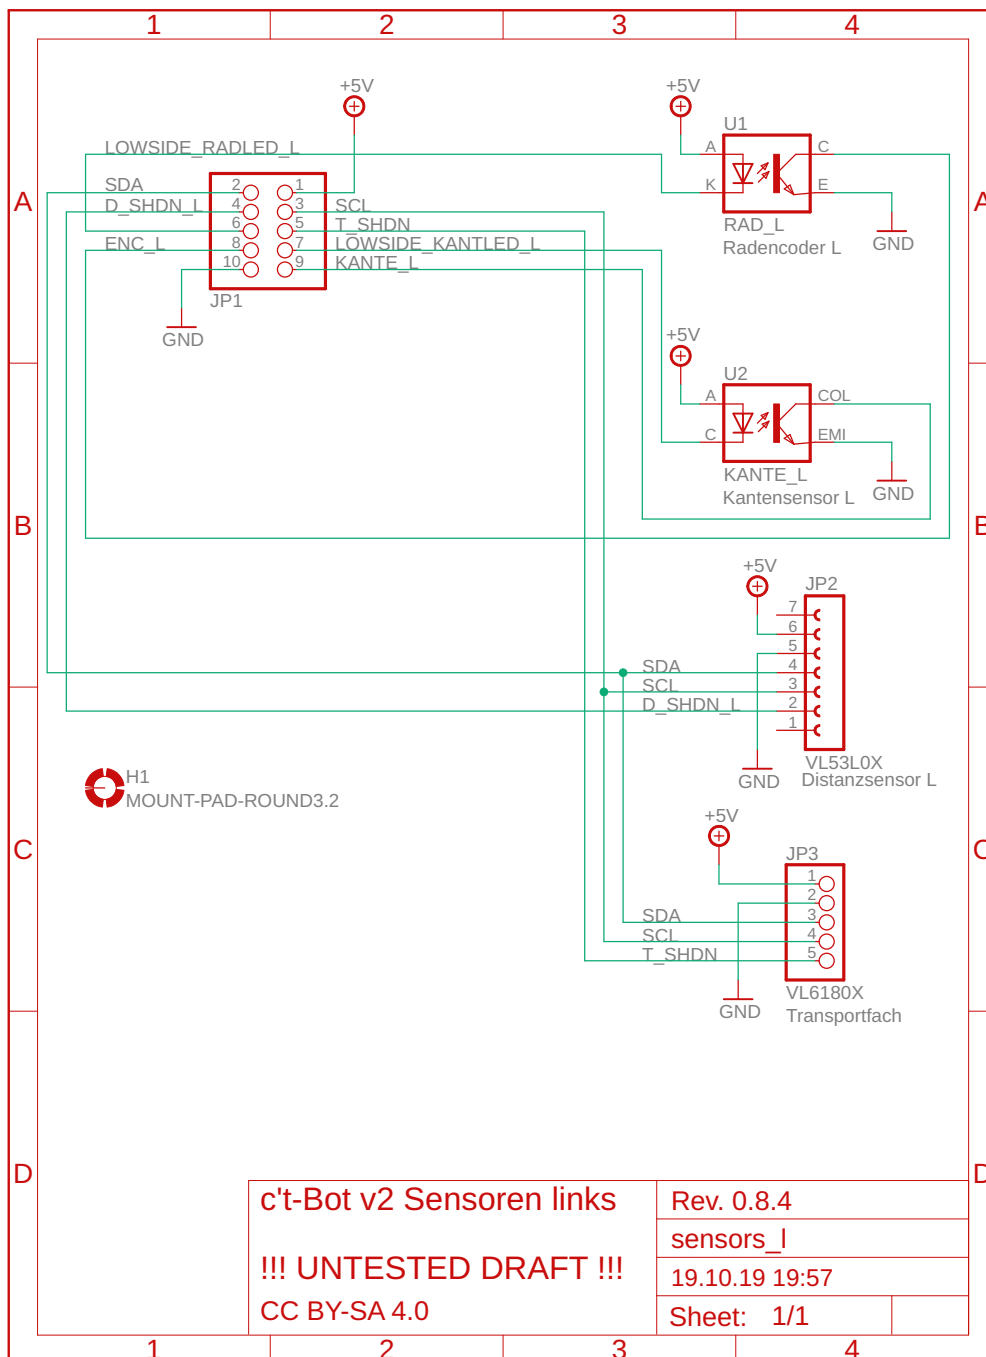 1 2 3 4
+5V +5V
U1
LOWSIDE_RADLED_L
A C
SDA 2 1 K E
A A
D_SHDN_L 4 3 SCL
6 5 T_SHDN RAD_L
ENC_L 8 7 LOWSIDE_KANTLED_L Radencoder L GND
10 9 KANTE_L
JP1
GND +5V
U2
A COL
C EMI
KANTE_L
Kantensensor L GND
B B
+5V JP2
7
6
5
SDA 4
SCL 3
D_SHDN_L 2
1
VL53L0X
GND Distanzsensor L
H1
MOUNT-PAD-ROUND3.2
+5V
C C
JP3
1
2
SDA 3
SCL 4
T_SHDN 5
VL6180X
GND Transportfach
D D
c't-Bot v2 Sensoren links
!!! UNTESTED DRAFT !!!
CC BY-SA 4.0
Rev. 0.8.4
sensors_l
19.10.19 19:57
Sheet: 1/1
1 2 3 4